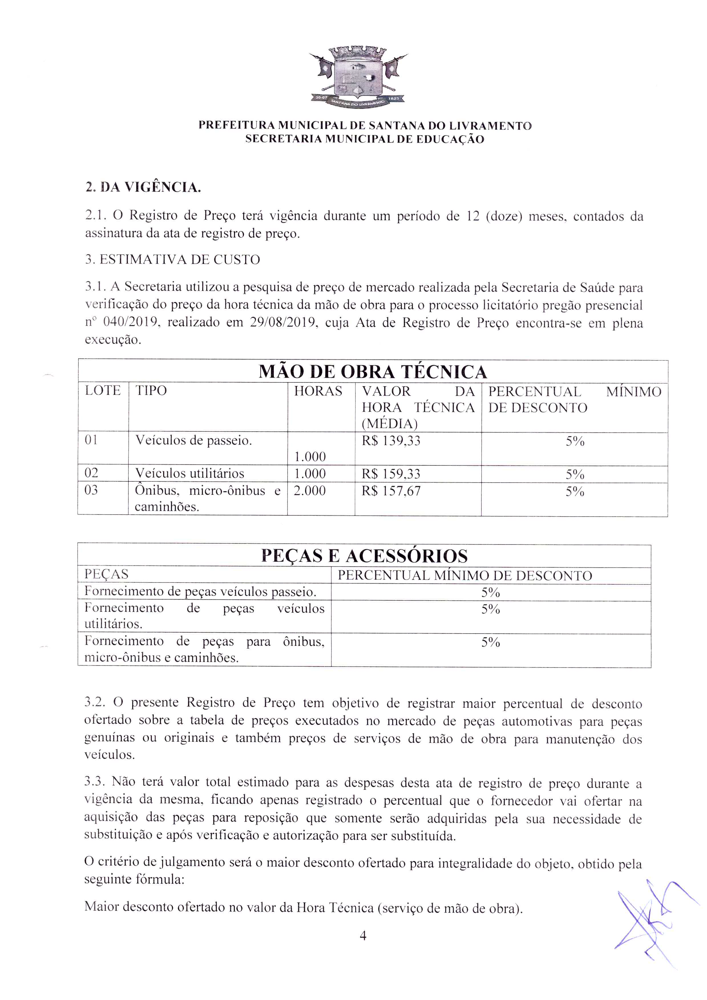 30-07 SANTANA DO LIVRAMENTO 1823
PREFEITURA MUNICIPAL DE SANTANA DO LIVRAMENTO
SECRETARIA MUNICIPAL DE EDUCAÇÃO
2. DA VIGÊNCIA.
2.1. O Registro de Preço terá vigência durante um período de 12 (doze) meses, contados da
assinatura da ata de registro de preço.
3. ESTIMATIVA DE CUSTO
3.1. A Secretaria utilizou a pesquisa de preço de mercado realizada pela Secretaria de Saúde para
verificação do preço da hora técnica da mão de obra para o processo licitatório pregão presencial
nº 040/2019, realizado em 29/08/2019, cuja Ata de Registro de Preço encontra-se em plena
execução.
MÃO DE OBRA TÉCNICA
LOTE TIPO HORAS VALOR DA PERCENTUAL MÍNIMO
HORA TÉCNICA DE DESCONTO
(MÉDIA)
01 Veículos de passeio. R$ 139,33 5%
1.000
02 Veículos utilitários 1.000 R$ 159,33 5%
03 Ônibus, micro-ônibus e 2.000 R$ 157,67 5%
caminhões.
PEÇAS E ACESSÓRIOS
PEÇAS PERCENTUAL MÍNIMO DE DESCONTO
Fornecimento de peças veículos passeio. 5%
Fornecimento de peças veículos 5%
utilitários.
Fornecimento de peças para ônibus, 5%
micro-ônibus e caminhões.
3.2. O presente Registro de Preço tem objetivo de registrar maior percentual de desconto
ofertado sobre a tabela de preços executados no mercado de peças automotivas para peças
genuínas ou originais e também preços de serviços de mão de obra para manutenção dos
veículos.
3.3. Não terá valor total estimado para as despesas desta ata de registro de preço durante a
vigência da mesma, ficando apenas registrado o percentual que o fornecedor vai ofertar na
aquisição das peças para reposição que somente serão adquiridas pela sua necessidade de
substituição e após verificação e autorização para ser substituída.
O critério de julgamento será o maior desconto ofertado para integralidade do objeto, obtido pela
seguinte fórmula:
Maior desconto ofertado no valor da Hora Técnica (serviço de mão de obra).
4